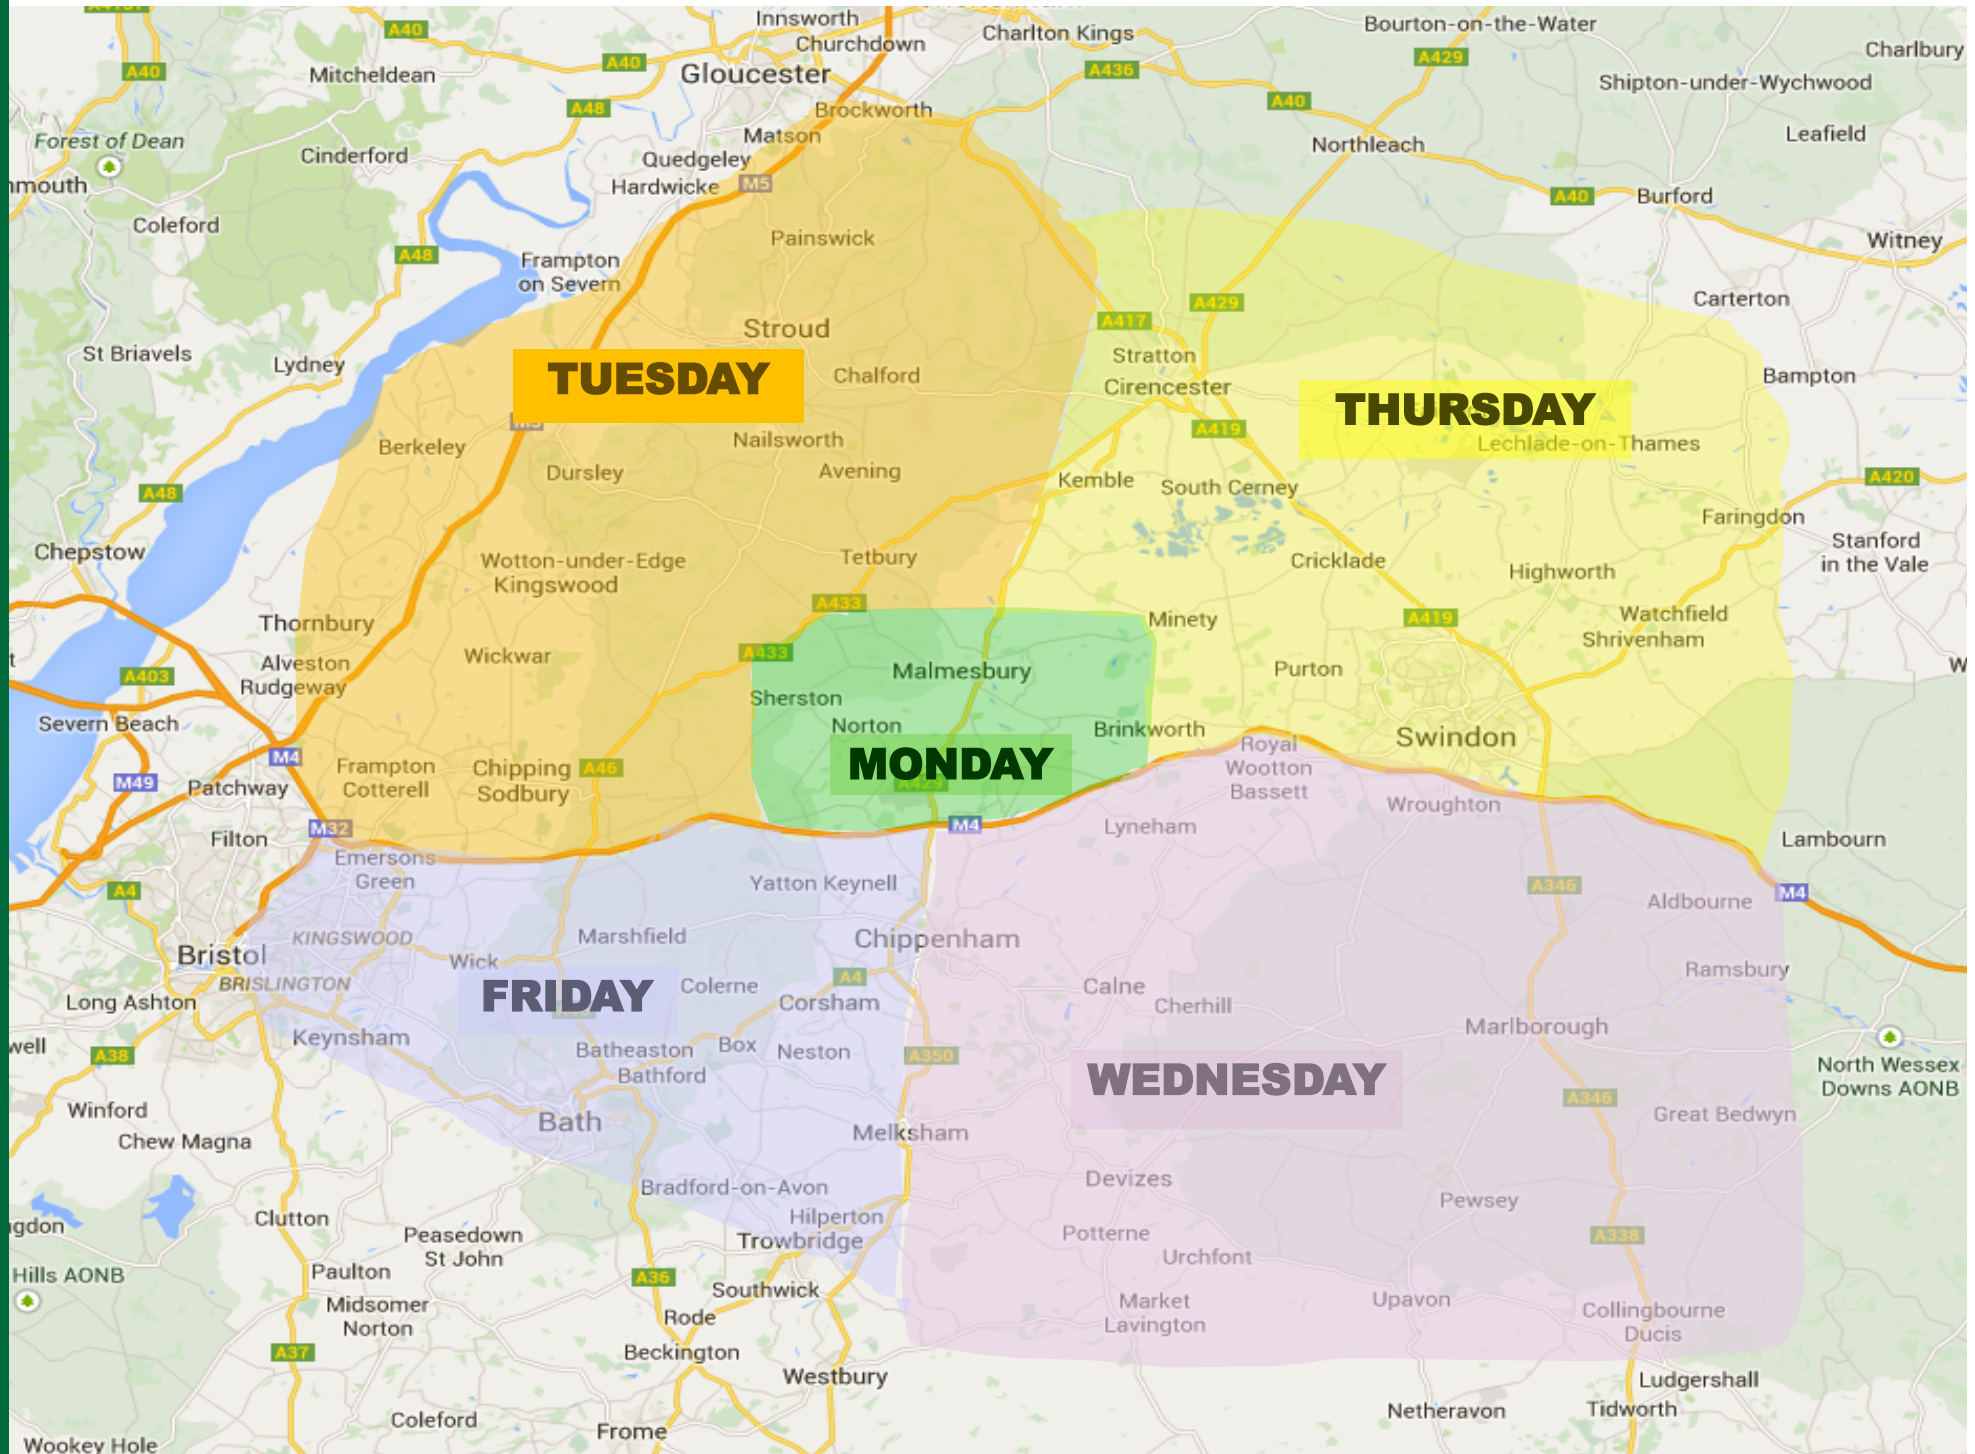 Innsworth
Churchdown
Charlton Kings
Bourton-on-the-Water
Charlbury
A40
A40
A40
Mitcheldean
Gloucester
A436
A429
Shipton-under-Wychwood
A48
Brockworth
A40
Forest of Dean
Matson
Leafield
Cinderford
Quedgeley
Northleach
Hardwicke
M5
A40
Burford
Coleford
Painswick
Witney
A48
Frampton
on Severn
A429
Carterton
Stroud
A417
St Briavels
Lydney
Stratton
TUESDAY
Chalford
Cirencester
Bampton
THURSDAY
A419
Berkeley
Nailsworth
Lechlade-on-Thames
Dursley
Avening
Kemble
South Cerney
A420
A48
Faringdon
Chepstow
Wotton-under-Edge
Kingswood
Tetbury
Cricklade
Highworth
Stanford
in the Vale
A433
Thornbury
Minety
A419
Watchfield
Shrivenham
Wickwar
A433
Alveston
Rudgeway
A403
Malmesbury
Purton
Sherston
Severn Beach
Norton
Brinkworth
Swindon
M4
MONDAY
Royal
Wootton
Bassett
M49
Patchway
Frampton
Cotterell
Chipping
Sodbury
A46
A429
Wroughton
Filton
M32
M4
Lyneham
Lambourn
Emersons
Green
A4
Yatton Keynell
A346
Aldbourne
M4
KINGSWOOD
Marshfield
Chippenham
Bristol
Wick
A4
Ramsbury
BRISLINGTON
FRIDAY
Colerne
Corsham
Calne
Cherhill
Long Ashton
Marlborough
Keynsham
Batheaston
Box
Neston
A350
A38
Bathford
WEDNESDAY
North Wessex
Downs AONB
A346
Winford
Bath
Great Bedwyn
Chew Magna
Melksham
Devizes
Bradford-on-Avon
Pewsey
Clutton
Hilperton
Potterne
A338
Peasedown
St John
Trowbridge
Urchfont
Hills AONB
Paulton
A36
Southwick
Market
Lavington
Upavon
Midsomer
Norton
Rode
Collingbourne
Ducis
A37
Beckington
Westbury
Ludgershall
Coleford
Netheravon
Tidworth
Frome
Wookey Hole